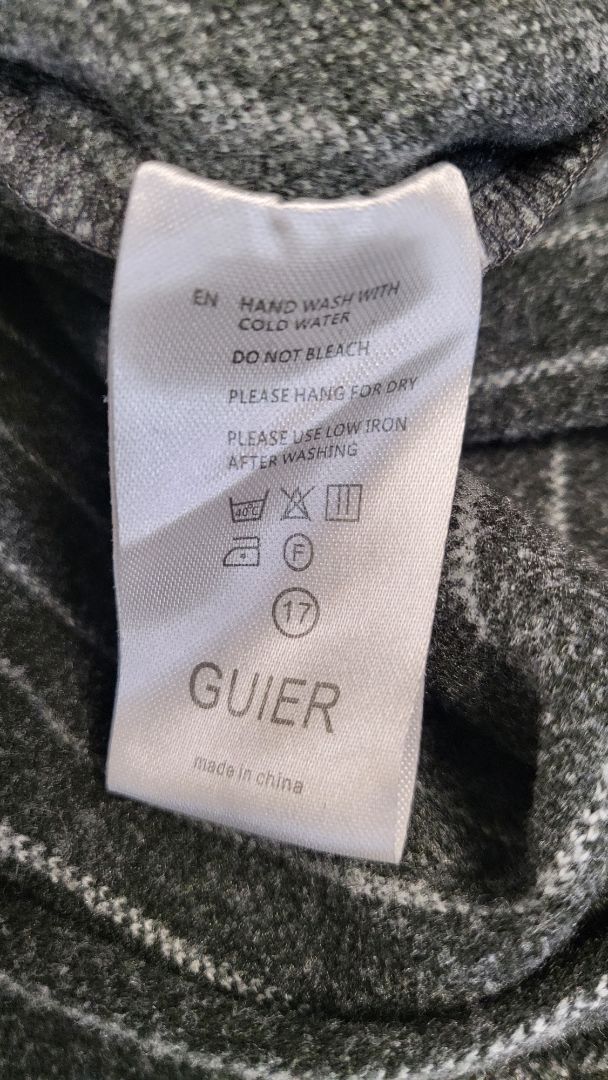 EN HAND WASH WITH
COLD WATER
DO NOT BLEACH
PLEASE HANG FOR DRY
PLEASE USE LOW IRON
AFTER WASHING
40°C
F
17
GUIER
made in china